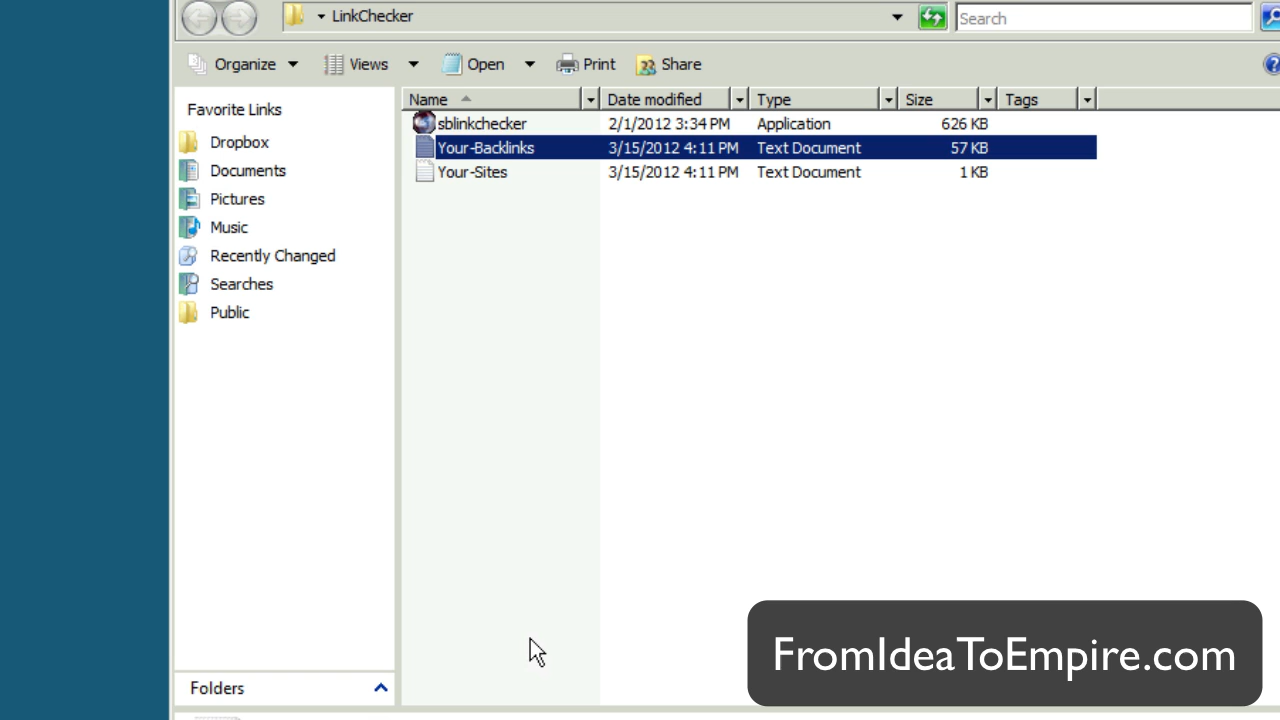 LinkChecker
Search
Organize Views Open Print Share
Favorite Links
Dropbox
Documents
Pictures
Music
Recently Changed
Searches
Public
Folders
Name Date modified Type Size Tags
sblinkchecker 2/1/2012 3:34 PM Application 626 KB
Your-Backlinks 3/15/2012 4:11 PM Text Document 57 KB
Your-Sites 3/15/2012 4:11 PM Text Document 1 KB
FromIdeaToEmpire.com